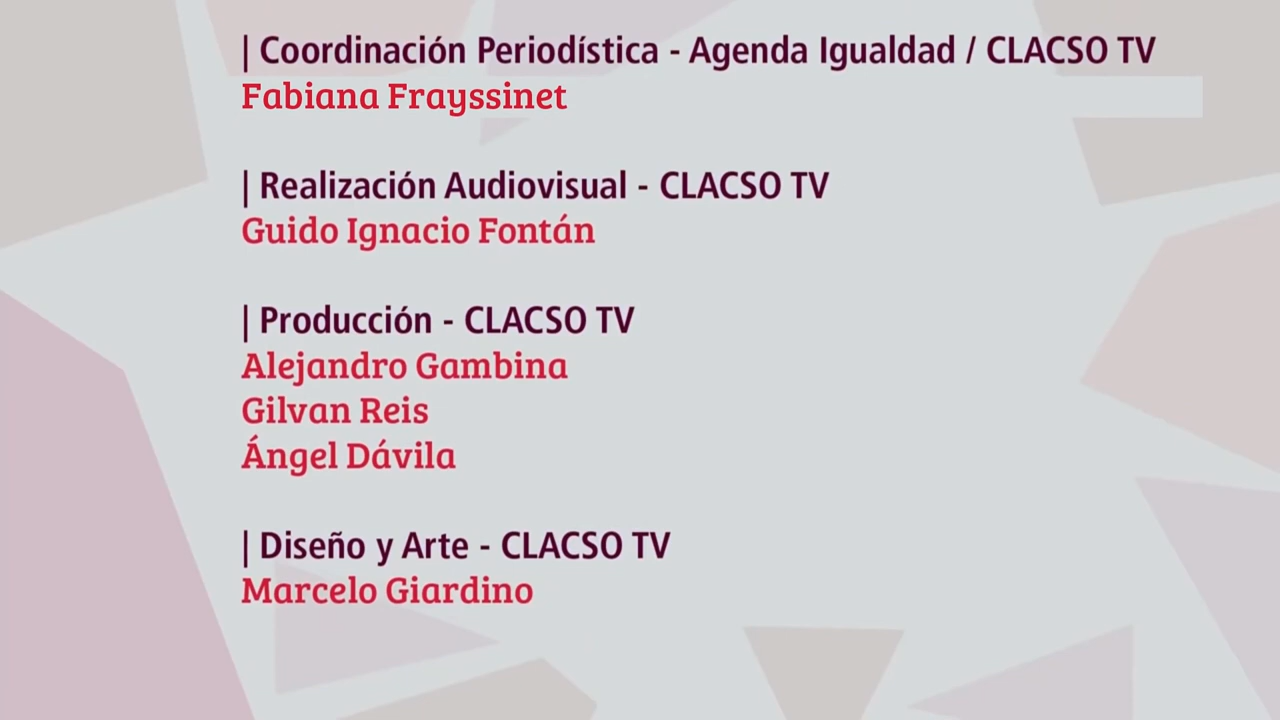 | Coordinación Periodística - Agenda Igualdad / CLACSO TV
Fabiana Frayssinet
| Realización Audiovisual - CLACSO TV
Guido Ignacio Fontán
| Producción - CLACSO TV
Alejandro Gambina
Gilvan Reis
Ángel Dávila
| Diseño y Arte - CLACSO TV
Marcelo Giardino